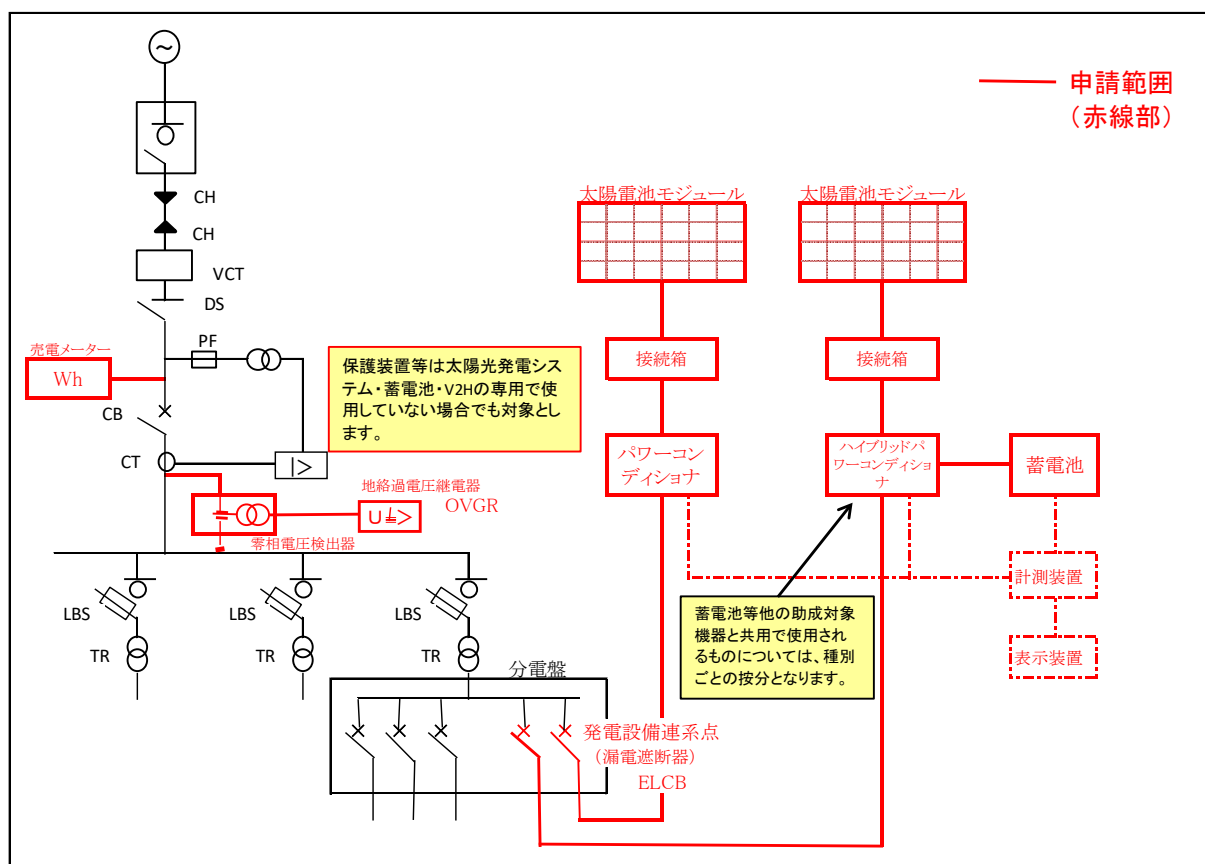 申請範囲
（赤線部）
太陽電池モジュール
太陽電池モジュール
CH
CH
VCT
DS
売電メーター
Wh
PF
保護装置等は太陽光発電シス
テム・蓄電池・V2Hの専用で使
用していない場合でも対象とし
ます。
接続箱
接続箱
CB
CT
I>
パワーコン
ディショナ
ハイブリッドパ
ワーコンディショ
ナ
蓄電池
地絡過電圧継電器
OVGR
U⏚>
零相電圧検出器
計測装置
LBS
LBS
LBS
蓄電池等他の助成対象
機器と共用で使用され
るものについては、種別
ごとの按分となります。
TR
TR
TR
表示装置
分電盤
発電設備連系点
（漏電遮断器）
ELCB